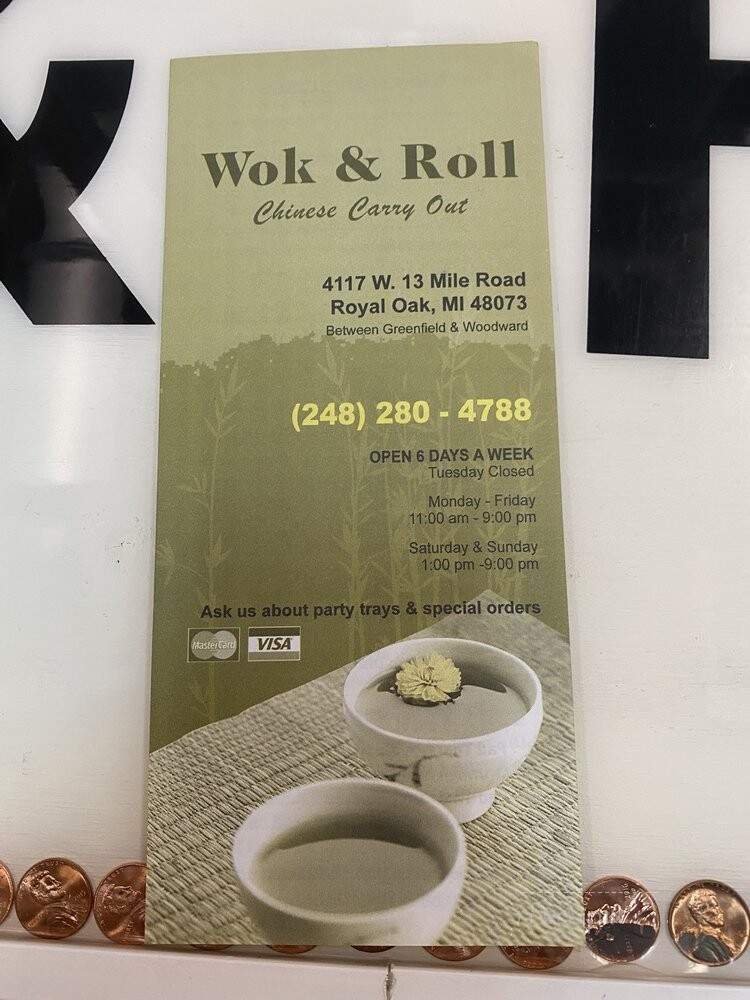 Wok & Roll
Chinese Carry Out
4117 W. 13 Mile Road
Royal Oak, MI 48073
Between Greenfield & Woodward
(248) 280 - 4788
OPEN 6 DAYS A WEEK
Tuesday Closed
Monday - Friday
11:00 am - 9:00 pm
Saturday & Sunday
1:00 pm -9:00 pm
Ask us about party trays & special orders
MasterCard VISA